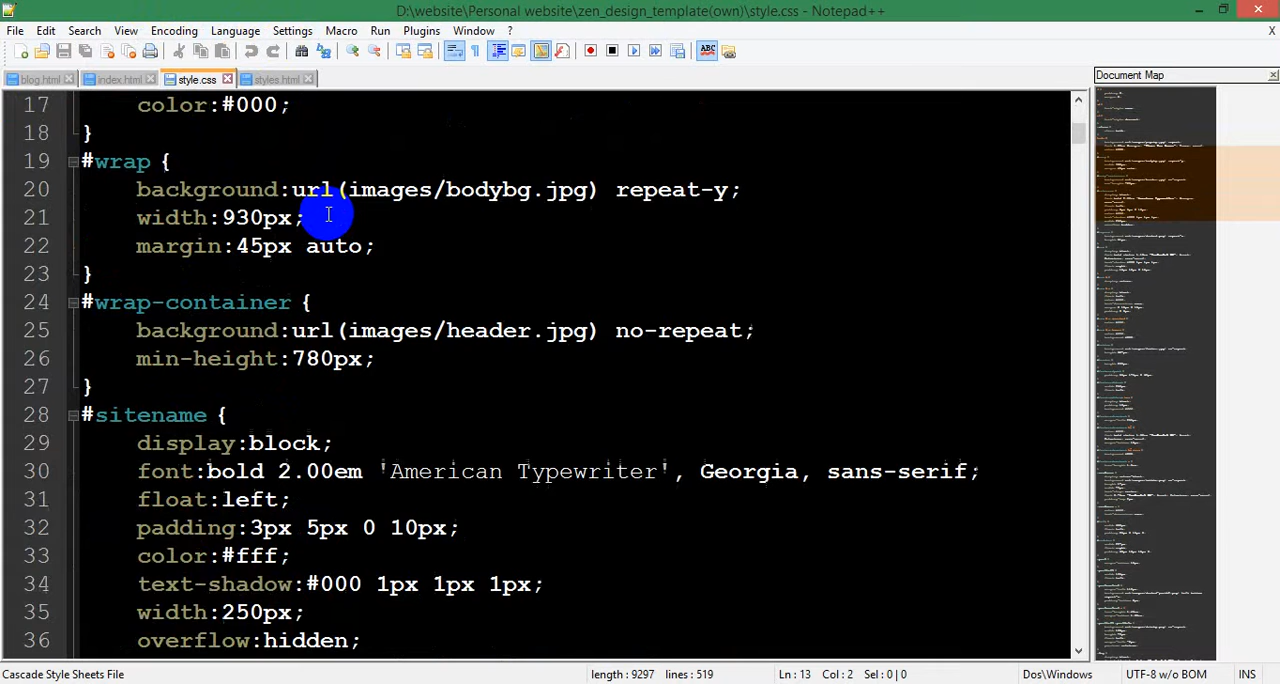 D:\website\Personal website\zen_design_template(own)\style.css - Notepad++
File Edit Search View Encoding Language Settings Macro Run Plugins Window ? X
ABC
blog.html index.html style.css styles.html
Document Map
17 color:#000;
18 }
19 #wrap {
20 background:url(images/bodybg.jpg) repeat-y;
21 width:930px;
22 margin:45px auto;
23 }
24 #wrap-container {
25 background:url(images/header.jpg) no-repeat;
26 min-height:780px;
27 }
28 #sitename {
29 display:block;
30 font:bold 2.00em 'American Typewriter', Georgia, sans-serif;
31 float:left;
32 padding:3px 5px 0 10px;
33 color:#fff;
34 text-shadow:#000 1px 1px 1px;
35 width:250px;
36 overflow:hidden;
Cascade Style Sheets File length : 9297 lines : 519 Ln : 13 Col : 2 Sel : 0 | 0 Dos\Windows UTF-8 w/o BOM INS